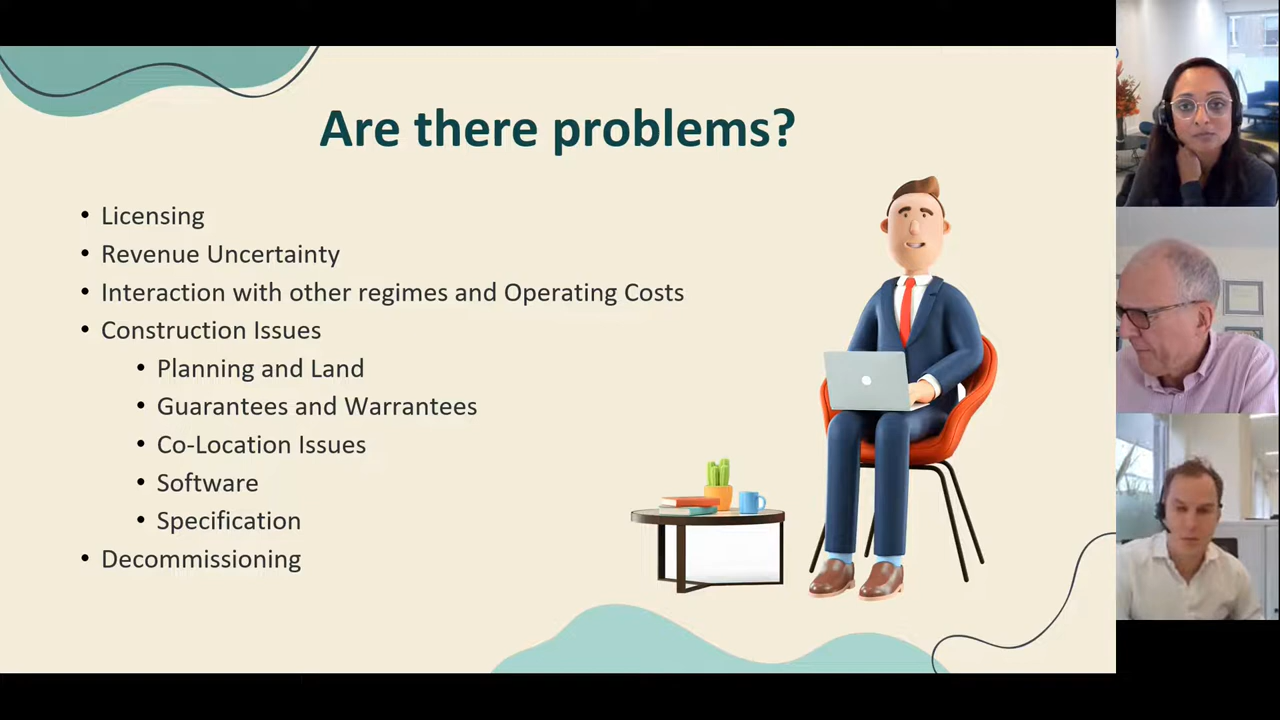 Are there problems?
• Licensing
• Revenue Uncertainty
• Interaction with other regimes and Operating Costs
• Construction Issues
• Planning and Land
• Guarantees and Warrantees
• Co-Location Issues
• Software
• Specification
• Decommissioning